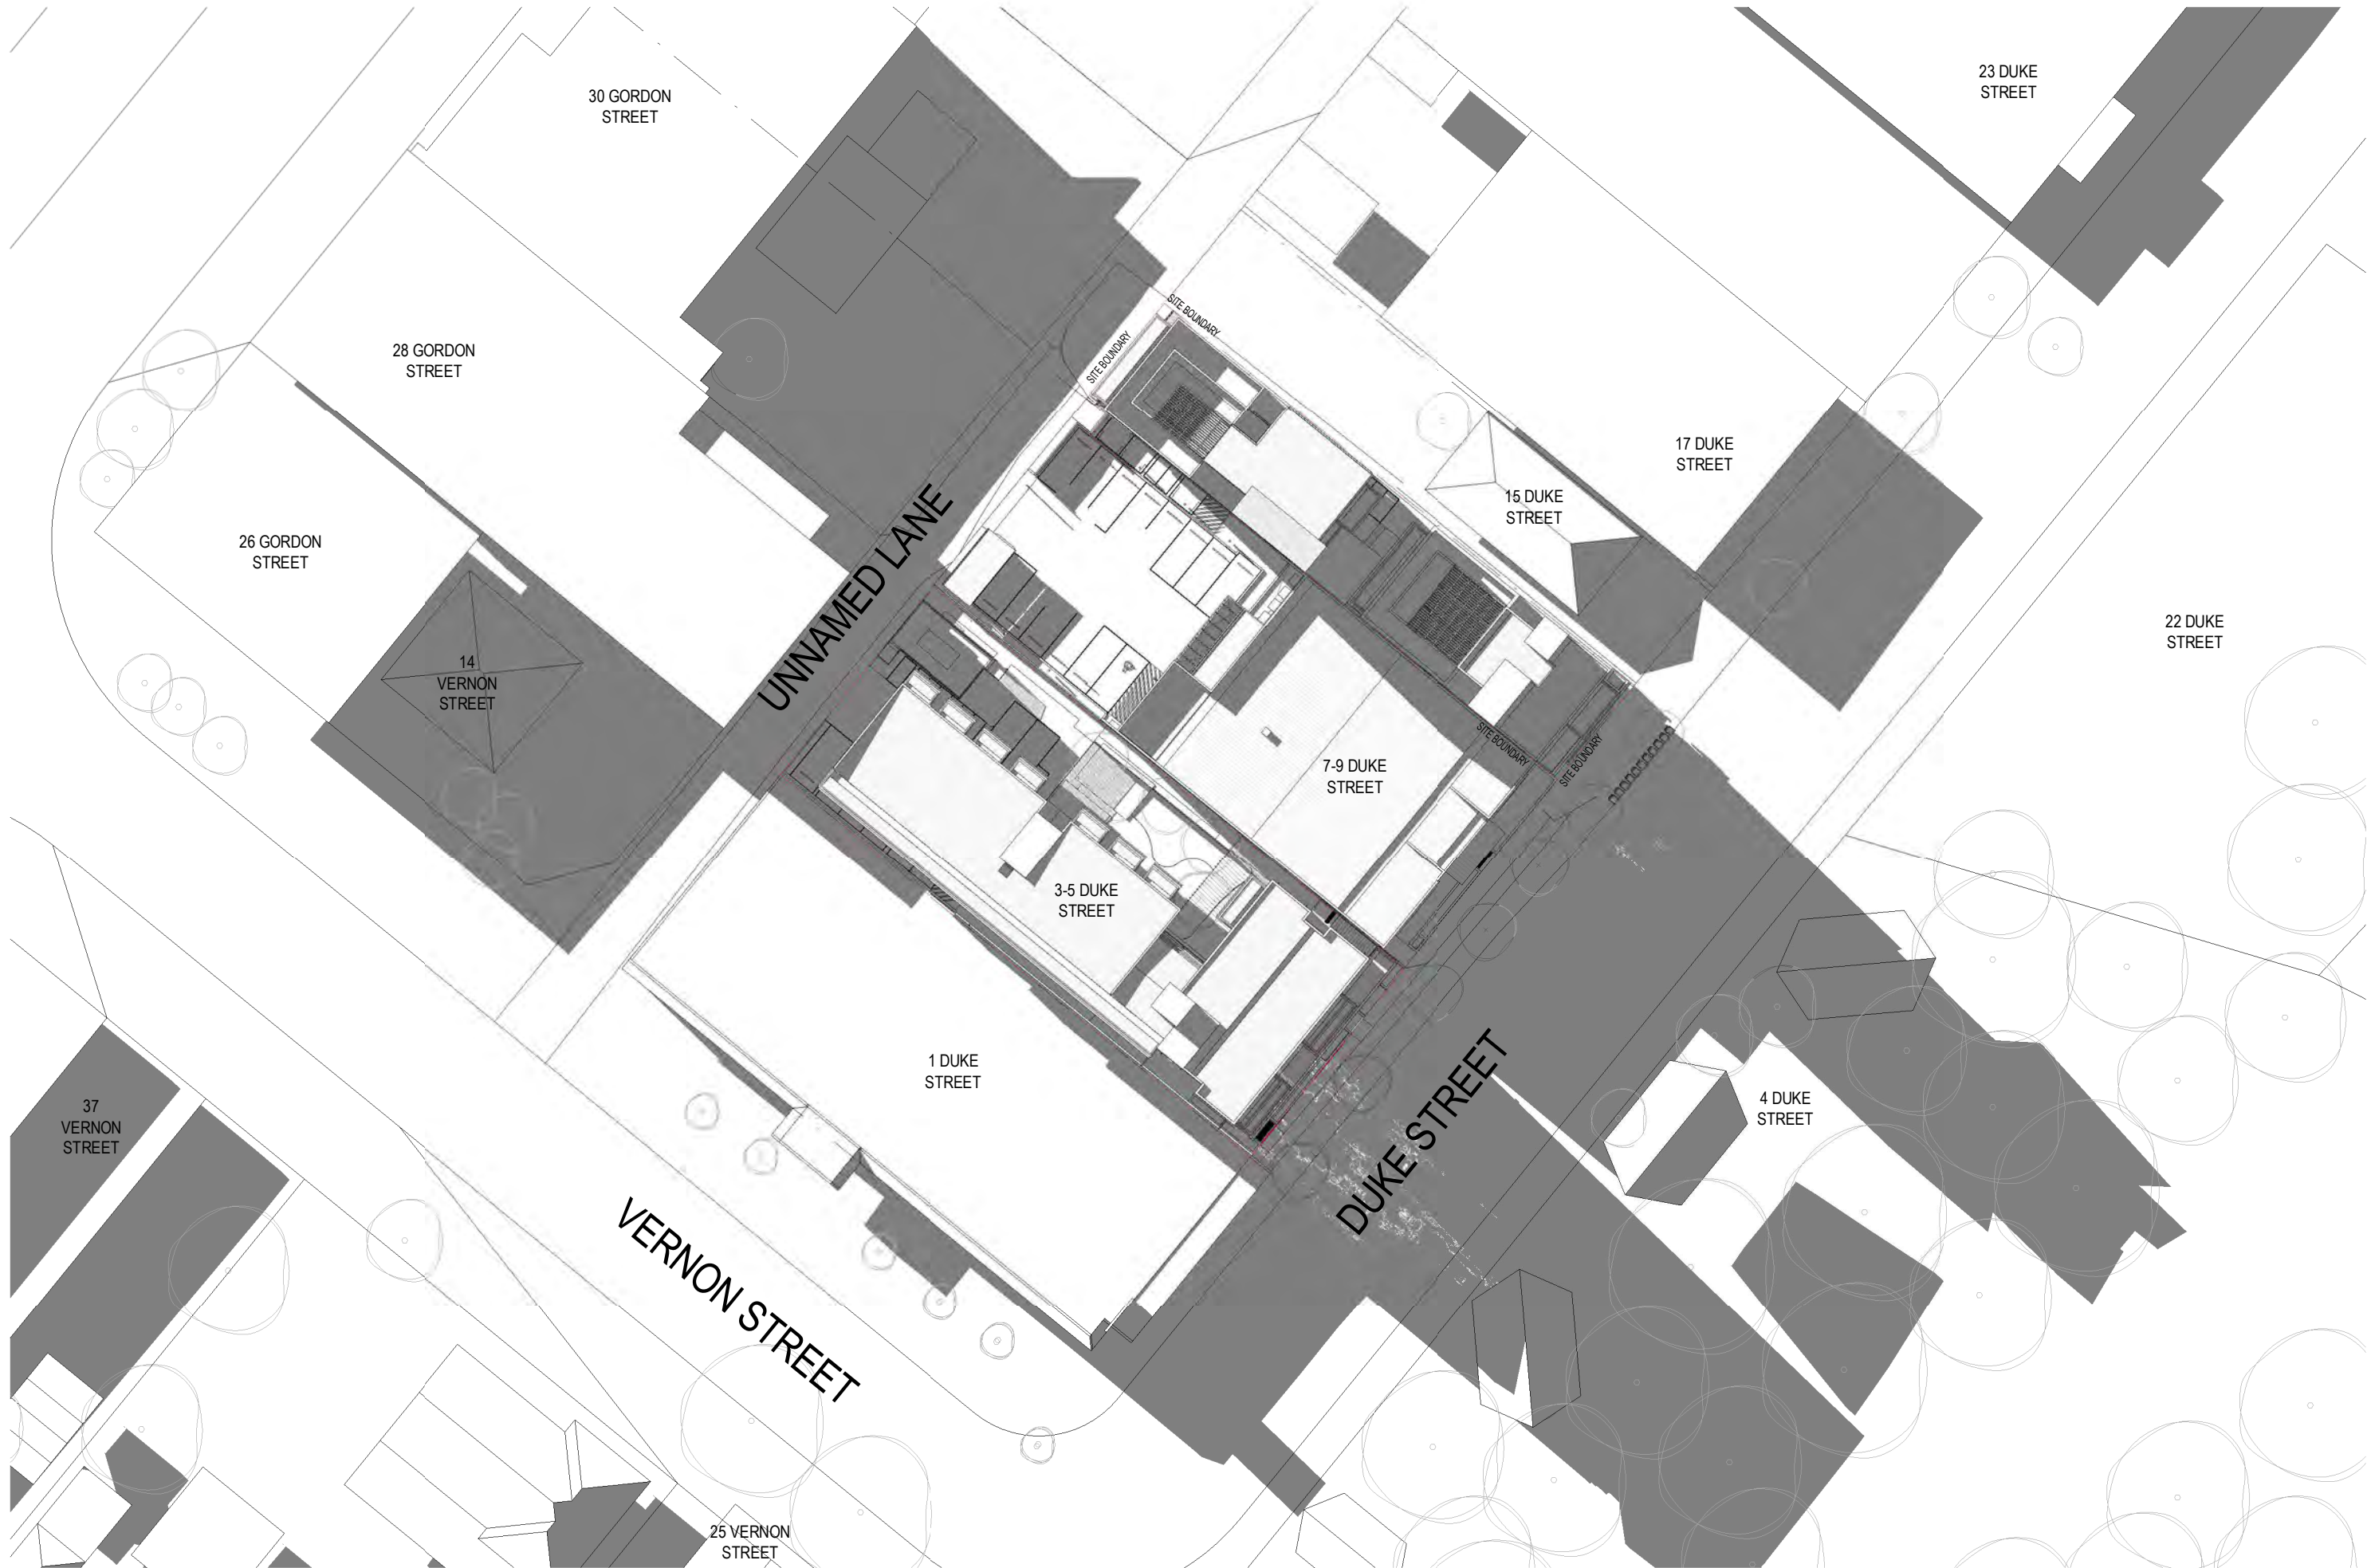 23 DUKE
STREET
30 GORDON
STREET
SITE BOUNDARY
SITE BOUNDARY
28 GORDON
STREET
17 DUKE
STREET
15 DUKE
STREET
26 GORDON
STREET
UNNAMED LANE
22 DUKE
STREET
14
VERNON
STREET
SITE BOUNDARY
SITE BOUNDARY
7-9 DUKE
STREET
3-5 DUKE
STREET
1 DUKE
STREET
DUKE STREET
4 DUKE
STREET
37
VERNON
STREET
VERNON STREET
25 VERNON
STREET